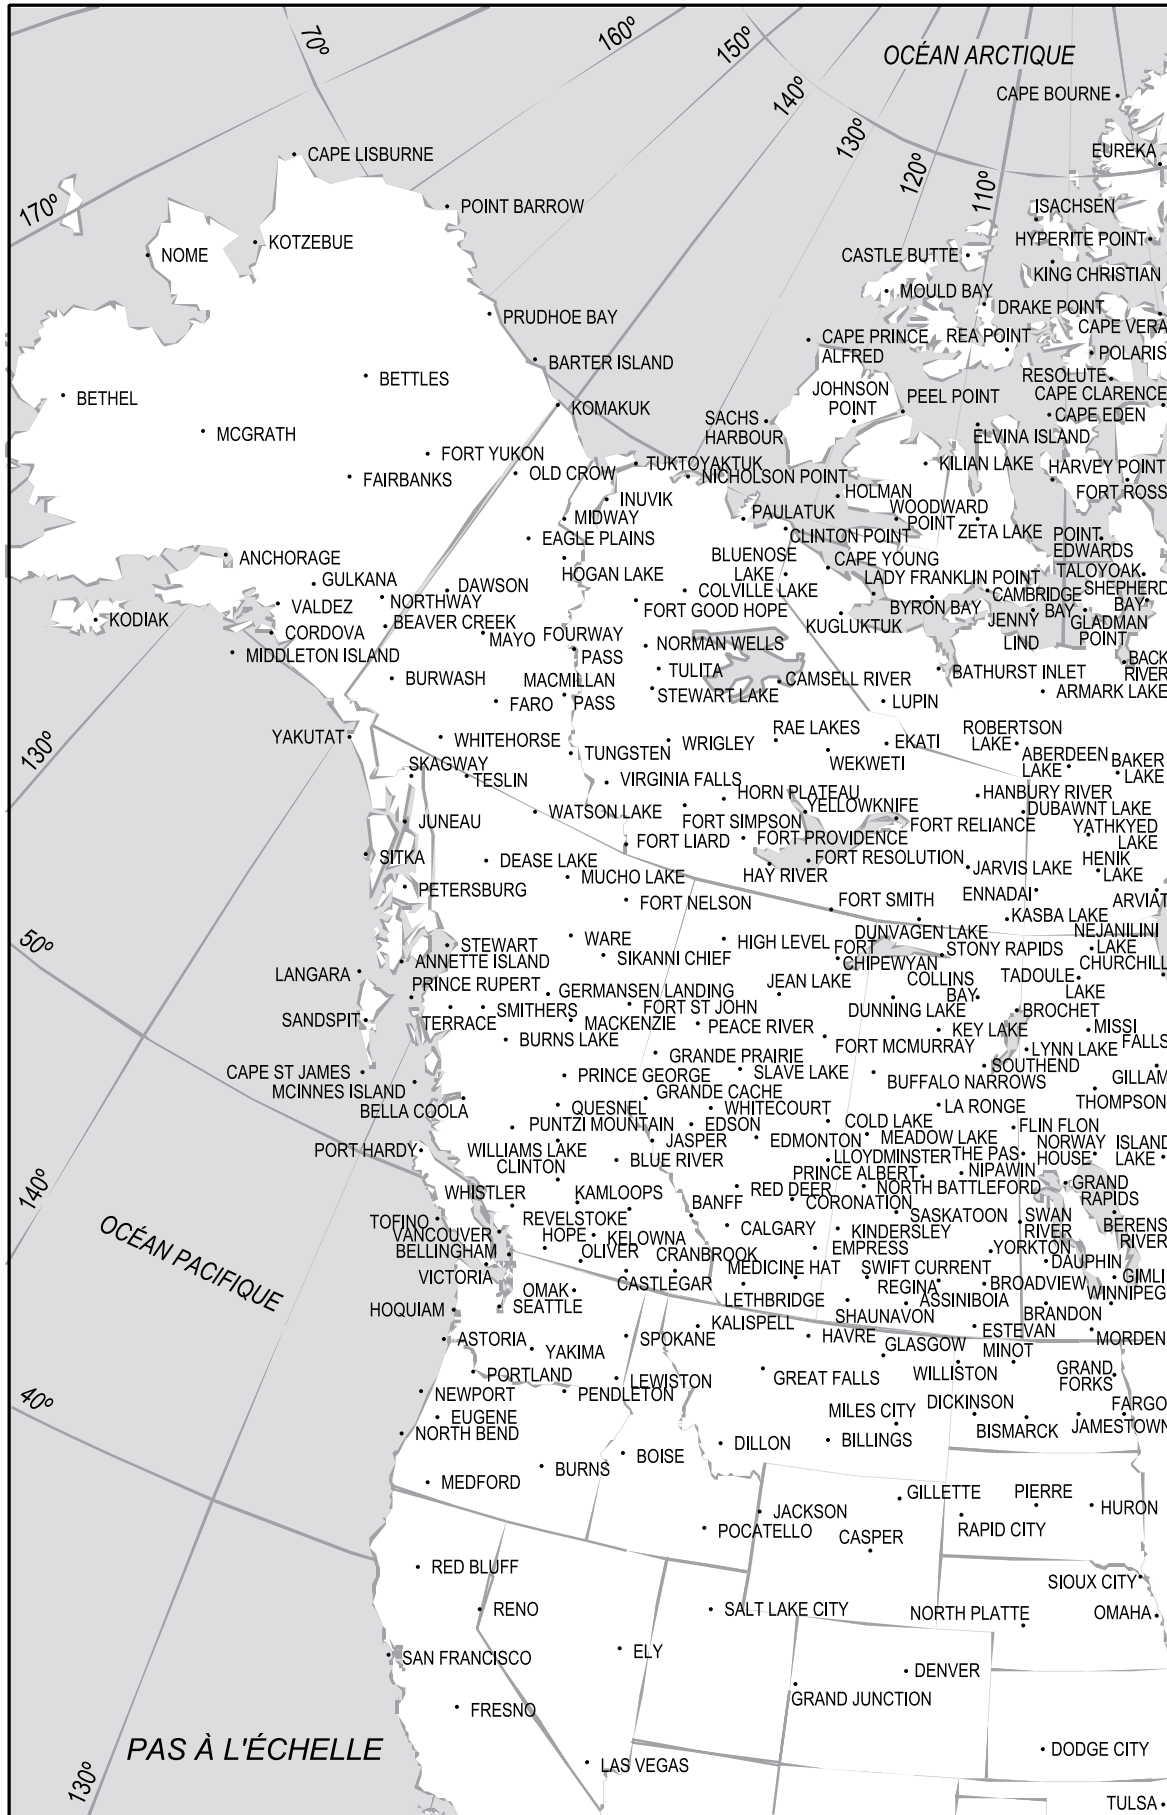 70º
160º
150º
140º
130º
120º
110º
OCÉAN ARCTIQUE
CAPE BOURNE
EUREKA
CAPE LISBURNE
170º
POINT BARROW
ISACHSEN
HYPERITE POINT
NOME
KOTZEBUE
CASTLE BUTTE
KING CHRISTIAN
MOULD BAY
DRAKE POINT
PRUDHOE BAY
CAPE VERA
CAPE PRINCE
ALFRED
REA POINT
POLARIS
BARTER ISLAND
BETTLES
RESOLUTE
JOHNSON
POINT
CAPE CLARENCE
BETHEL
PEEL POINT
KOMAKUK
SACHS
HARBOUR
CAPE EDEN
MCGRATH
ELVINA ISLAND
FORT YUKON
OLD CROW
TUKTOYAKTUK
KILIAN LAKE
HARVEY POINT
FAIRBANKS
NICHOLSON POINT
FORT ROSS
INUVIK
HOLMAN
WOODWARD
POINT
MIDWAY
PAULATUK
ZETA LAKE
POINT
EDWARDS
CLINTON POINT
EAGLE PLAINS
ANCHORAGE
BLUENOSE
LAKE
CAPE YOUNG
HOGAN LAKE
TALOYOAK
LADY FRANKLIN POINT
GULKANA
DAWSON
COLVILLE LAKE
CAMBRIDGE
BAY
SHEPHERD
BAY
VALDEZ
NORTHWAY
FORT GOOD HOPE
BYRON BAY
KODIAK
BEAVER CREEK
KUGLUKTUK
JENNY
LIND
GLADMAN
POINT
CORDOVA
MAYO
FOURWAY
PASS
NORMAN WELLS
MIDDLETON ISLAND
TULITA
BATHURST INLET
BACK
RIVER
BURWASH
MACMILLAN
PASS
STEWART LAKE
CAMSELL RIVER
ARMARK LAKE
FARO
LUPIN
YAKUTAT
WHITEHORSE
TUNGSTEN
WRIGLEY
RAE LAKES
EKATI
ROBERTSON
LAKE
130º
WEKWETI
ABERDEEN
LAKE
BAKER
LAKE
SKAGWAY
TESLIN
VIRGINIA FALLS
HORN PLATEAU
HANBURY RIVER
WATSON LAKE
YELLOWKNIFE
DUBAWNT LAKE
JUNEAU
FORT SIMPSON
FORT RELIANCE
YATHKYED
LAKE
FORT LIARD
FORT PROVIDENCE
SITKA
DEASE LAKE
FORT RESOLUTION
HENIK
LAKE
MUCHO LAKE
HAY RIVER
JARVIS LAKE
PETERSBURG
ENNADAI
ARVIAT
FORT NELSON
FORT SMITH
KASBA LAKE
50º
STEWART
WARE
HIGH LEVEL
DUNVAGEN LAKE
NEJANILINI
LAKE
FORT
CHIPEWYAN
STONY RAPIDS
ANNETTE ISLAND
SIKANNI CHIEF
LANGARA
CHURCHILL
JEAN LAKE
COLLINS
BAY
TADOULE
LAKE
PRINCE RUPERT
GERMANSEN LANDING
SMITHERS
FORT ST JOHN
DUNNING LAKE
BROCHET
SANDSPIT
TERRACE
MACKENZIE
PEACE RIVER
KEY LAKE
MISSI
FALLS
BURNS LAKE
FORT MCMURRAY
LYNN LAKE
GRANDE PRAIRIE
SOUTHEND
CAPE ST JAMES
PRINCE GEORGE
SLAVE LAKE
GILLAM
MCINNES ISLAND
BUFFALO NARROWS
BELLA COOLA
QUESNEL
GRANDE CACHE
WHITECOURT
LA RONGE
THOMPSON
PUNTZI MOUNTAIN
EDSON
COLD LAKE
FLIN FLON
PORT HARDY
WILLIAMS LAKE
JASPER
EDMONTON
MEADOW LAKE
NORWAY
HOUSE
ISLAND
LAKE
CLINTON
BLUE RIVER
LLOYDMINSTER
THE PAS
PRINCE ALBERT
NIPAWIN
140º
WHISTLER
KAMLOOPS
BANFF
RED DEER
NORTH BATTLEFORD
GRAND
RAPIDS
CORONATION
TOFINO
REVELSTOKE
SASKATOON
SWAN
RIVER
BERENS
RIVER
OCÉAN PACIFIQUE
VANCOUVER
HOPE
KELOWNA
CALGARY
KINDERSLEY
BELLINGHAM
OLIVER
CRANBROOK
EMPRESS
YORKTON
DAUPHIN
VICTORIA
CASTLEGAR
MEDICINE HAT
SWIFT CURRENT
REGINA
BROADVIEW
GIMLI
OMAK
LETHBRIDGE
ASSINIBOIA
WINNIPEG
HOQUIAM
SEATTLE
SHAUNAVON
BRANDON
KALISPELL
ESTEVAN
ASTORIA
SPOKANE
HAVRE
MORDEN
YAKIMA
GLASGOW
MINOT
PORTLAND
LEWISTON
GREAT FALLS
WILLISTON
GRAND
FORKS
40º
NEWPORT
PENDLETON
EUGENE
MILES CITY
DICKINSON
FARGO
NORTH BEND
BISMARCK
JAMESTOWN
DILLON
BILLINGS
BOISE
BURNS
MEDFORD
GILLETTE
PIERRE
JACKSON
HURON
POCATELLO
RAPID CITY
CASPER
RED BLUFF
SIOUX CITY
RENO
SALT LAKE CITY
NORTH PLATTE
OMAHA
SAN FRANCISCO
ELY
DENVER
GRAND JUNCTION
FRESNO
PAS À L'ÉCHELLE
DODGE CITY
LAS VEGAS
130º
TULSA